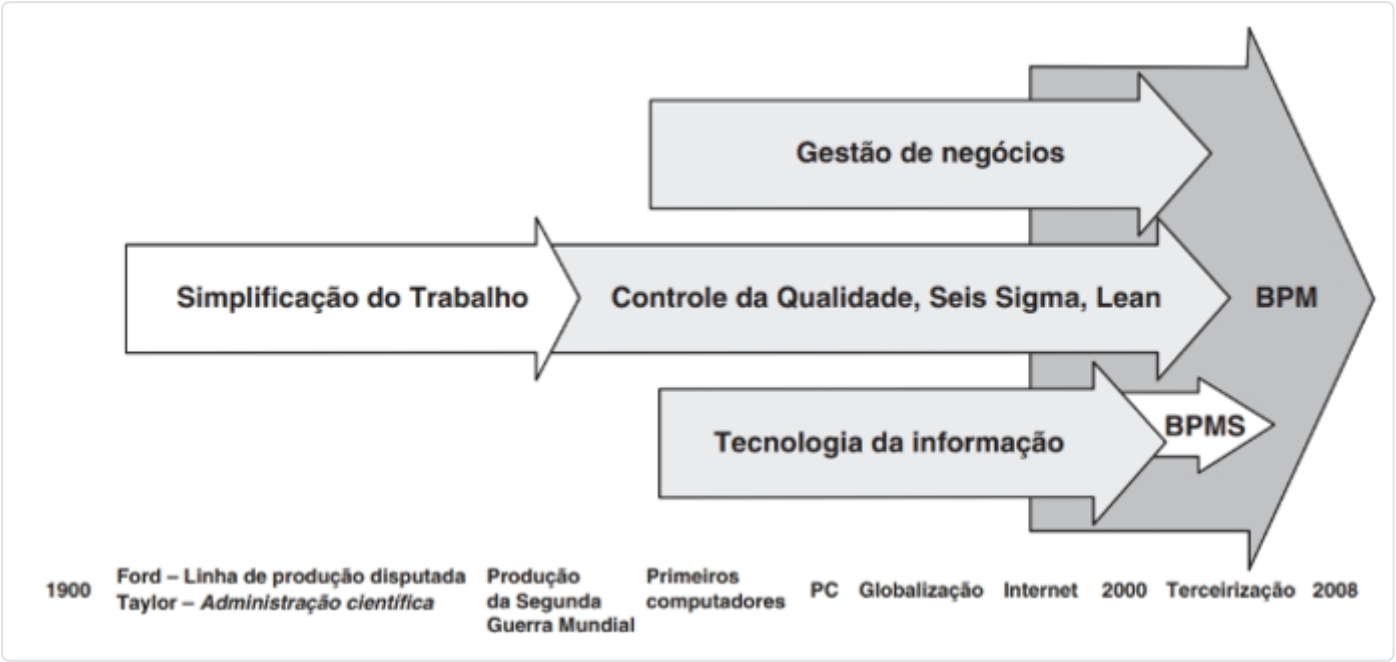 Gestão de negócios
Simplificação do Trabalho
Controle da Qualidade, Seis Sigma, Lean
BPM
BPMS
Tecnologia da informação
1900
Ford – Linha de produção disputada
Taylor – Administração científica
Produção
da Segunda
Guerra Mundial
Primeiros
computadores
PC
Globalização
Internet
2000
Terceirização
2008